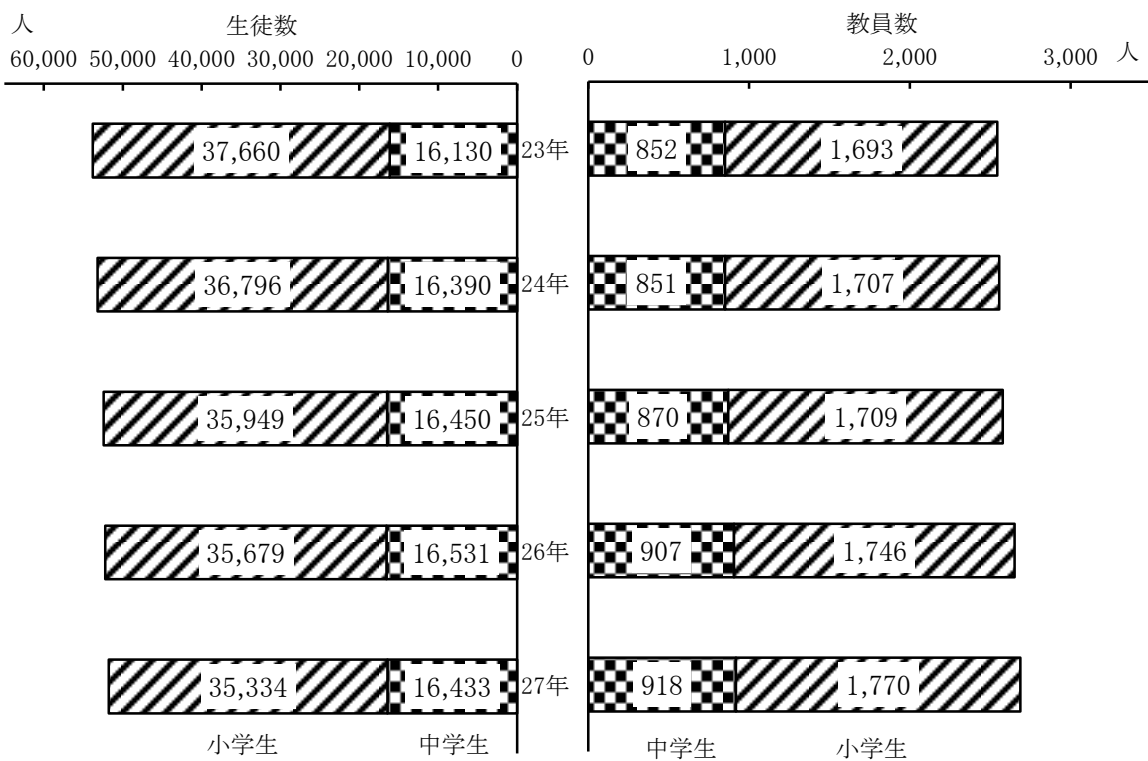 人 生徒数 教員数
60,000 50,000 40,000 30,000 20,000 10,000 0 0 1,000 2,000 3,000 人
37,660 16,130 23年 852 1,693
36,796 16,390 24年 851 1,707
35,949 16,450 25年 870 1,709
35,679 16,531 26年 907 1,746
35,334 16,433 27年 918 1,770
小学生 中学生 中学生 小学生